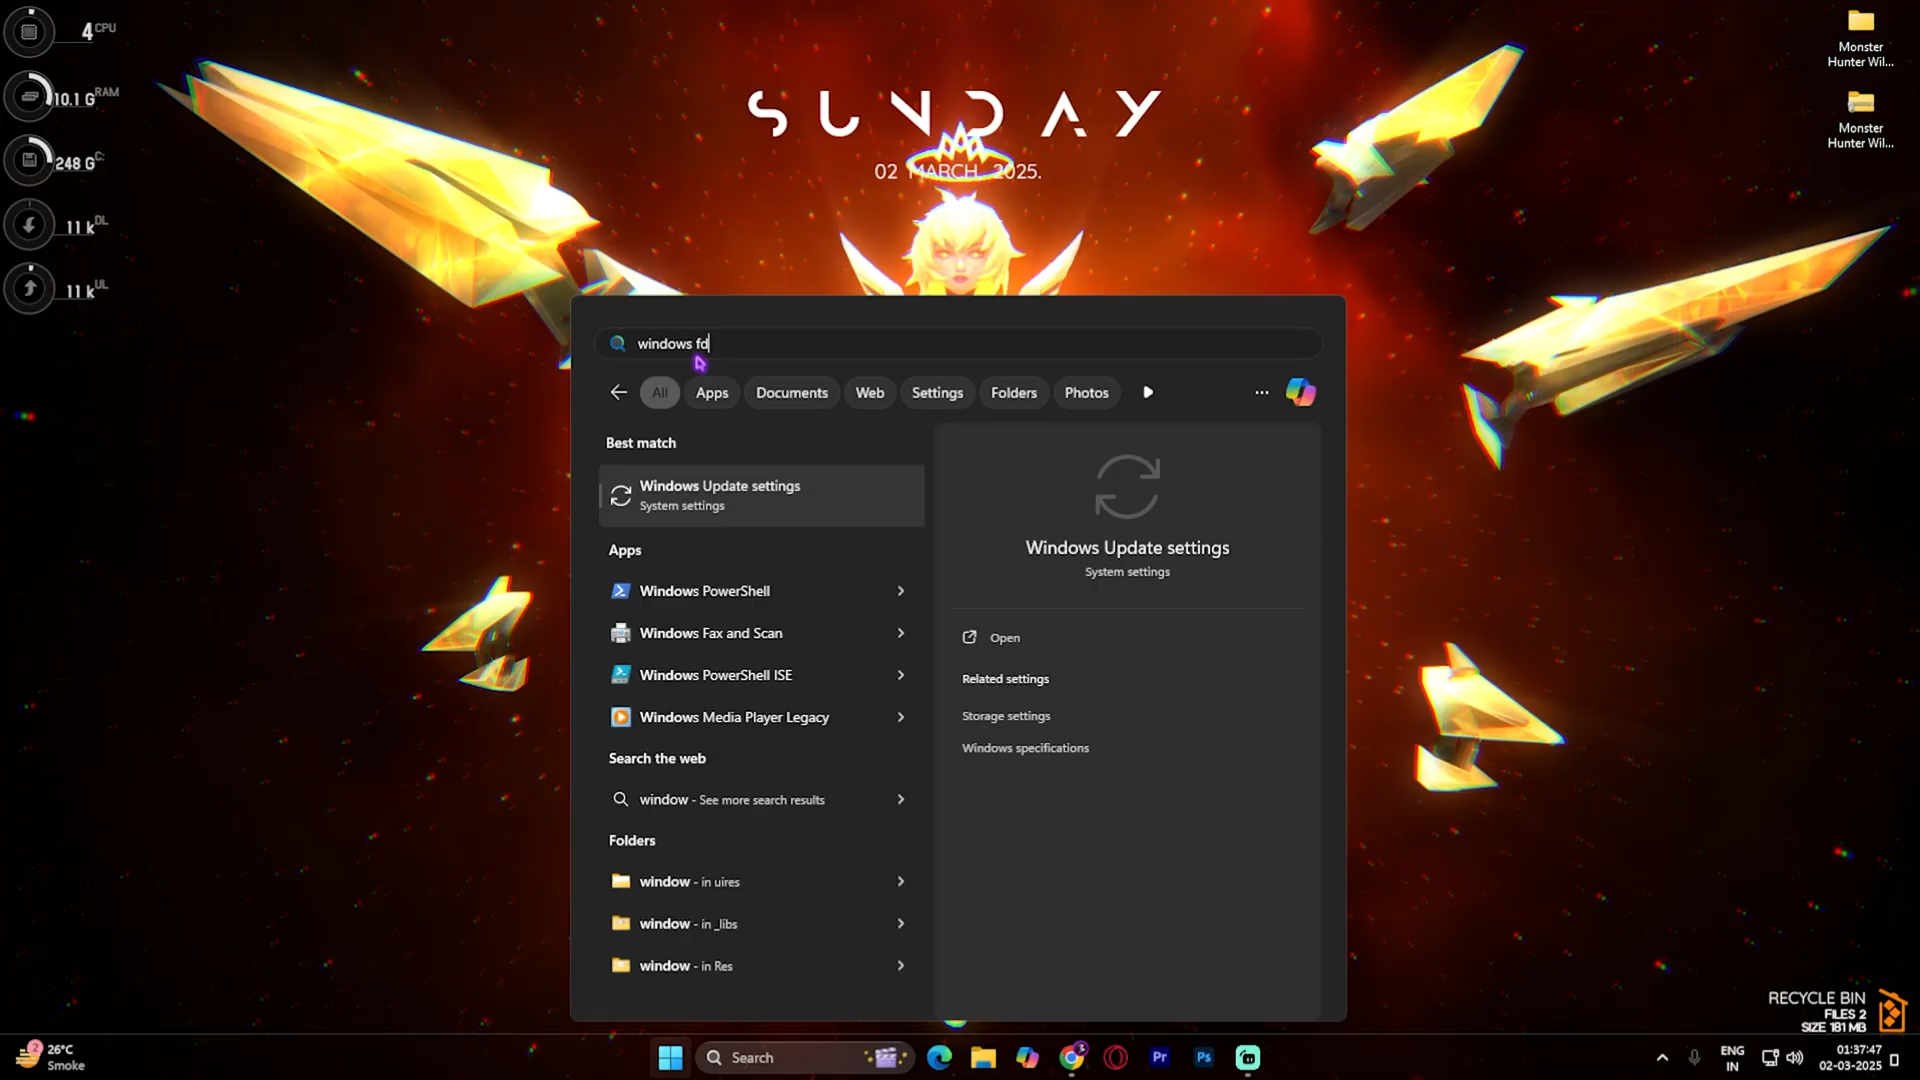 4 CPU
10.1 G RAM
248 G C:
11 k DL
11 k UL
SUNDAY
02 MARCH, 2025.
Monster
Hunter Wil...
Monster
Hunter Wil...
windows fd
All
Apps
Documents
Web
Settings
Folders
Photos
Best match
Windows Update settings
System settings
Apps
Windows PowerShell
Windows Fax and Scan
Windows PowerShell ISE
Windows Media Player Legacy
Search the web
window - See more search results
Folders
window - in uires
window - in _libs
window - in Res
Windows Update settings
System settings
Open
Related settings
Storage settings
Windows specifications
RECYCLE BIN
FILES 2
SIZE 181 MB
2
26°C
Smoke
Search
3
Pr
Ps
ENG
IN
01:37:47
02-03-2025